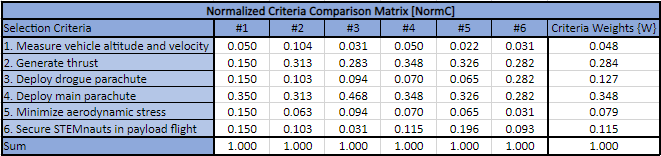 Normalized Criteria Comparison Matrix [NormC]
Selection Criteria #1 #2 #3 #4 #5 #6 Criteria Weights {W}
1. Measure vehicle altitude and velocity 0.050 0.104 0.031 0.050 0.022 0.031 0.048
2. Generate thrust 0.150 0.313 0.283 0.348 0.326 0.282 0.284
3. Deploy drogue parachute 0.150 0.103 0.094 0.070 0.065 0.282 0.127
4. Deploy main parachute 0.350 0.313 0.468 0.348 0.326 0.282 0.348
5. Minimize aerodynamic stress 0.150 0.063 0.094 0.070 0.065 0.031 0.079
6. Secure STEMnauts in payload flight 0.150 0.103 0.031 0.115 0.196 0.093 0.115
Sum 1.000 1.000 1.000 1.000 1.000 1.000 1.000